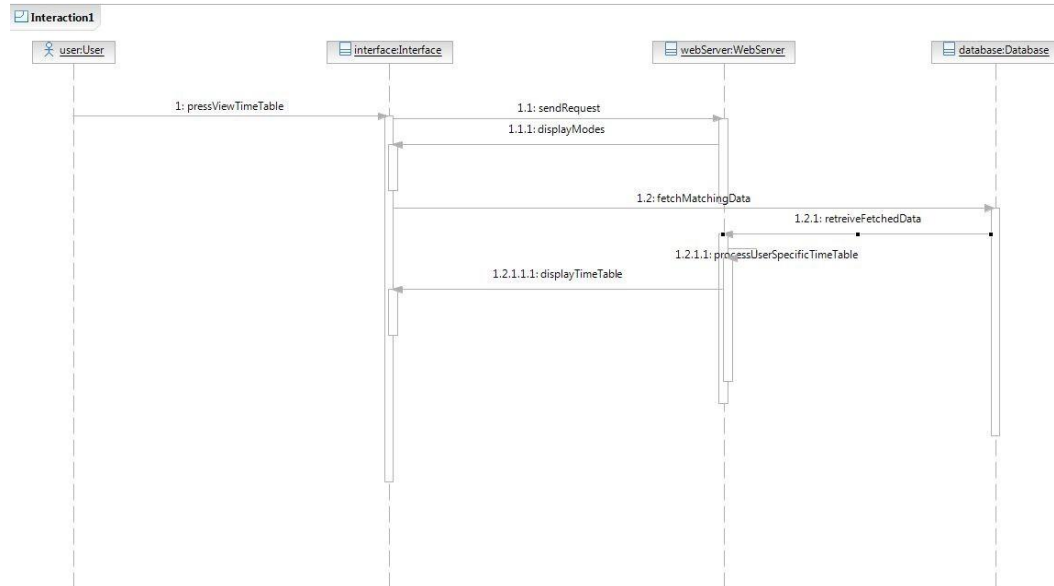 Interaction1
user:User
interface:Interface
webServer:WebServer
database:Database
1: pressViewTimeTable
1.1: sendRequest
1.1.1: displayModes
1.2: fetchMatchingData
1.2.1: retreiveFetchedData
1.2.1.1: processUserSpecificTimeTable
1.2.1.1.1: displayTimeTable